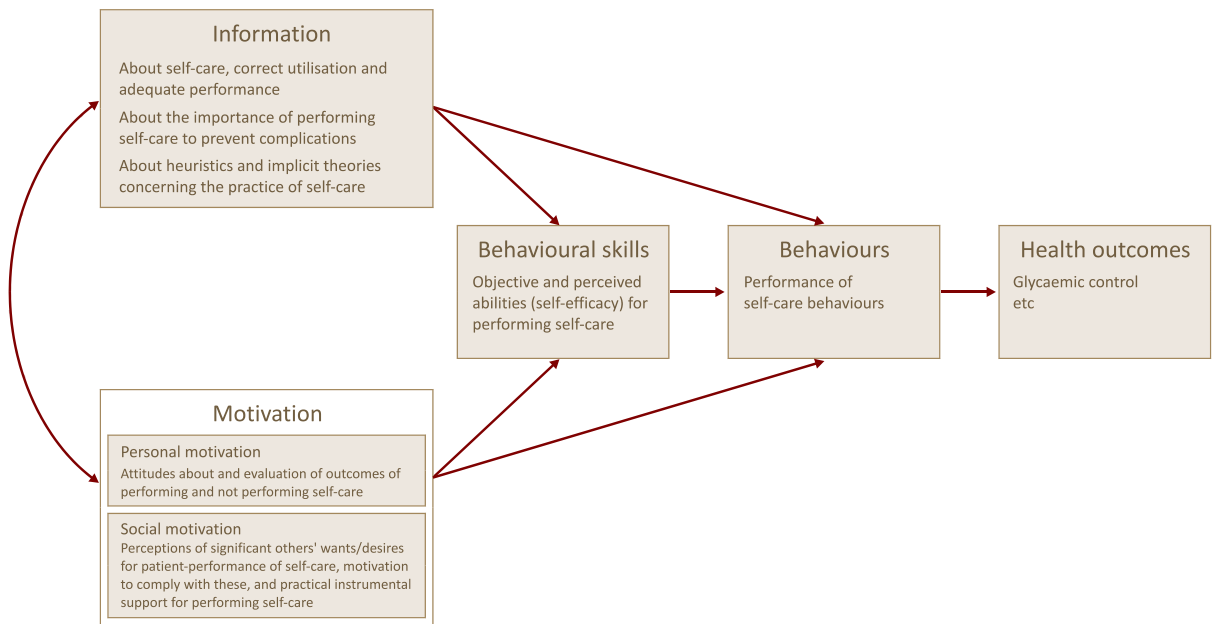 Information
About self-care, correct utilisation and
adequate performance
About the importance of performing
self-care to prevent complications
About heuristics and implicit theories
concerning the practice of self-care
Behavioural skills
Objective and perceived
abilities (self-efficacy) for
performing self-care
Behaviours
Performance of
self-care behaviours
Health outcomes
Glycaemic control
etc
Motivation
Personal motivation
Attitudes about and evaluation of outcomes of
performing and not performing self-care
Social motivation
Perceptions of significant others' wants/desires
for patient-performance of self-care, motivation
to comply with these, and practical instrumental
support for performing self-care